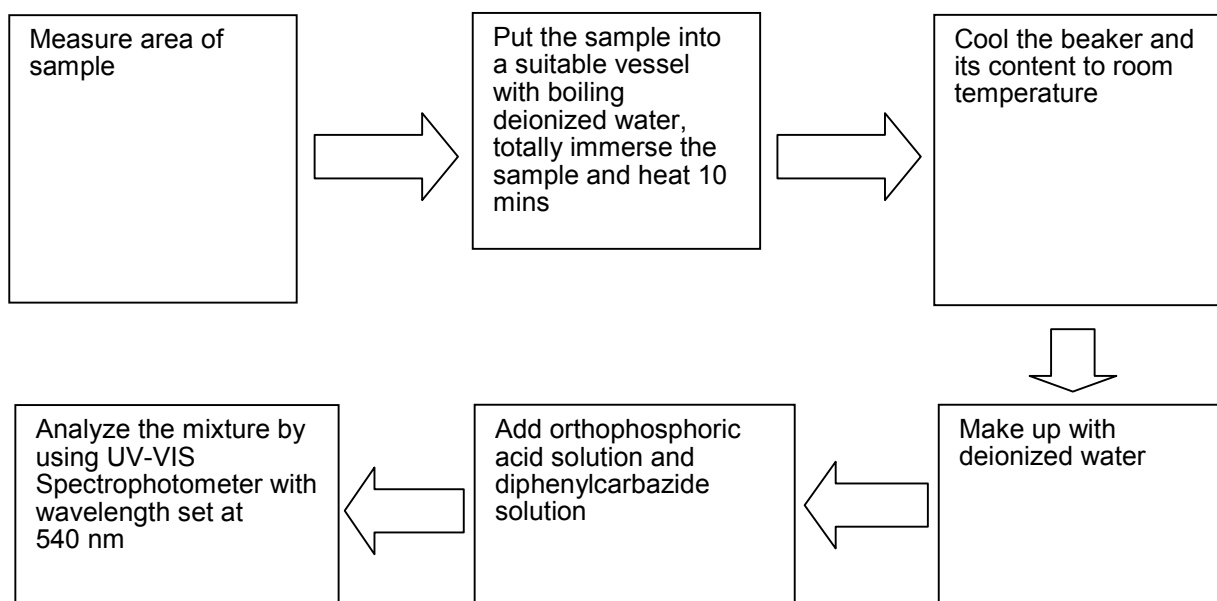 Measure area of
sample
Put the sample into
a suitable vessel
with boiling
deionized water,
totally immerse the
sample and heat 10
mins
Cool the beaker and
its content to room
temperature
Make up with
deionized water
Add orthophosphoric
acid solution and
diphenylcarbazide
solution
Analyze the mixture by
using UV-VIS
Spectrophotometer with
wavelength set at
540 nm